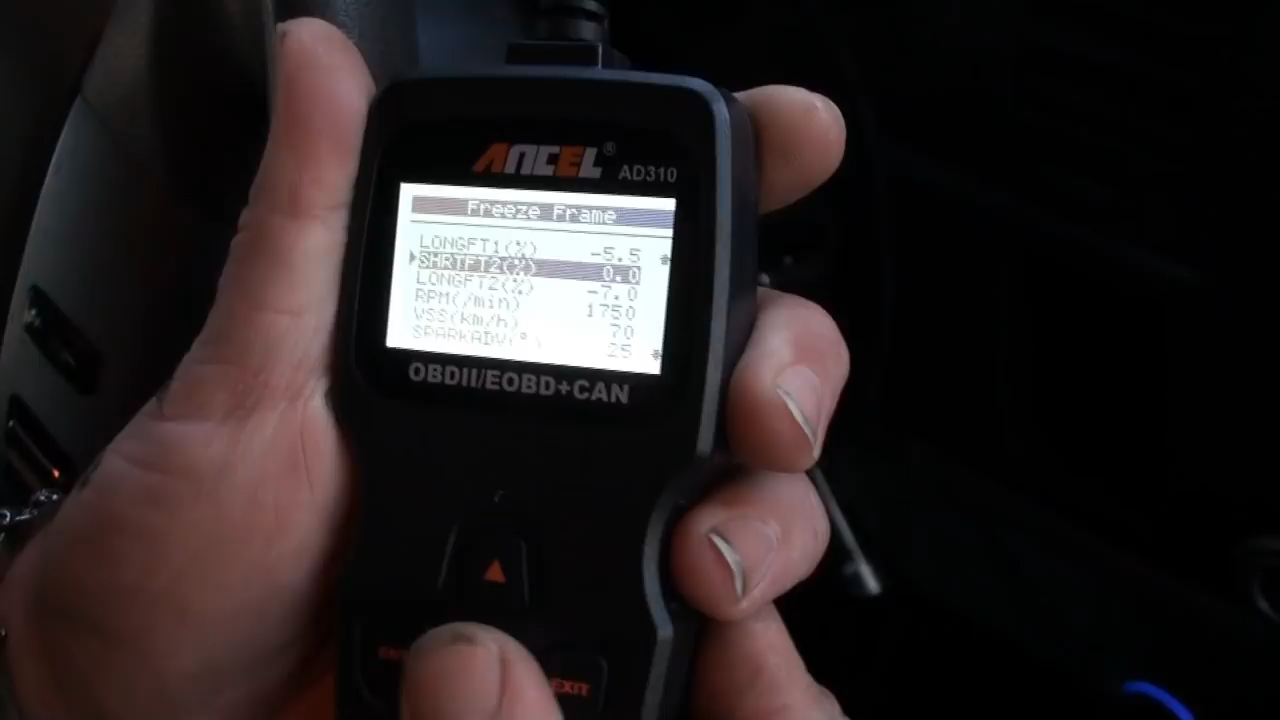 ANCEL® AD310
Freeze Frame
LONGFT1(%) -5.5
SHRTFT2(%) 0.0
LONGFT2(%) -7.0
RPM(/min) 1750
VSS(km/h) 70
SPARKADV(°) 25
OBDII/EOBD+CAN
EXIT